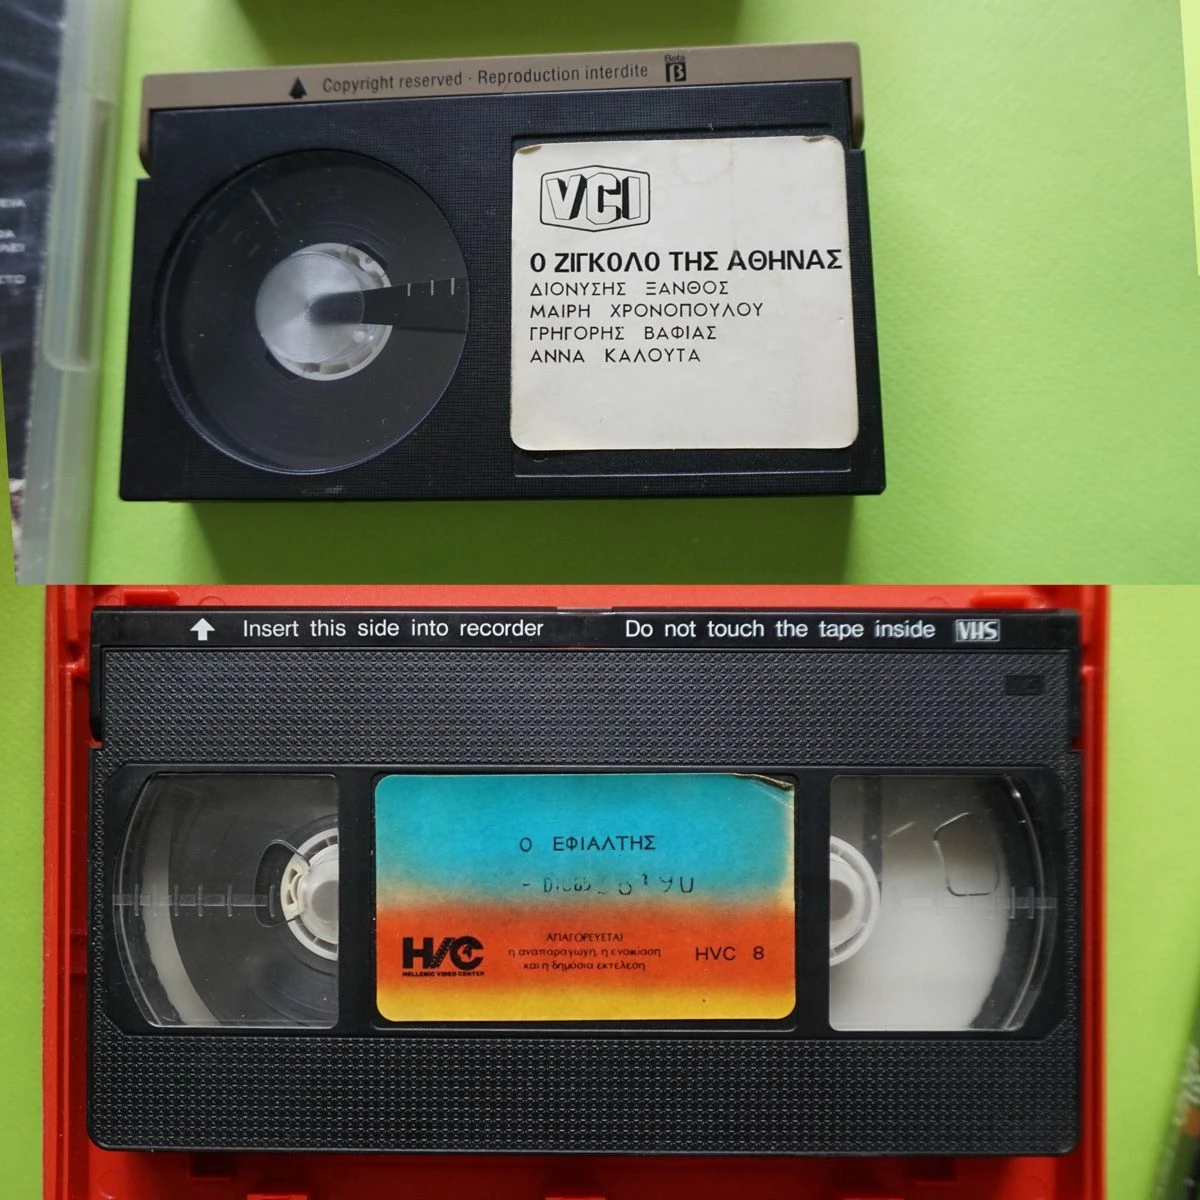 Copyright reserved · Reproduction interdite
Beta
β
VCI
Ο ΖΙΓΚΟΛΟ ΤΗΣ ΑΘΗΝΑΣ
ΔΙΟΝΥΣΗΣ ΞΑΝΘΟΣ
ΜΑΙΡΗ ΧΡΟΝΟΠΟΥΛΟΥ
ΓΡΗΓΟΡΗΣ ΒΑΦΙΑΣ
ΑΝΝΑ ΚΑΛΟΥΤΑ
Insert this side into recorder Do not touch the tape inside VHS
Ο ΕΦΙΑΛΤΗΣ
ΑΠΑΓΟΡΕΥΕΤΑΙ
η αναπαραγωγη, η ενοικίαση
και η δημόσια εκτέλεση
HVC
HELLENIC VIDEO CENTER
HVC 8